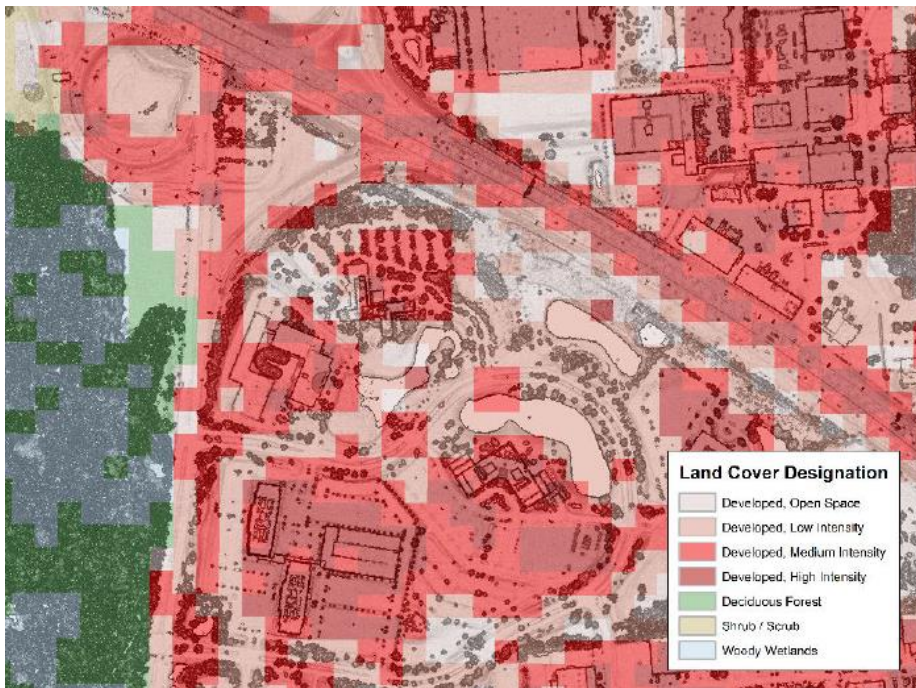 Land Cover Designation
Developed, Open Space
Developed, Low Intensity
Developed, Medium Intensity
Developed, High Intensity
Deciduous Forest
Shrub / Scrub
Woody Wetlands